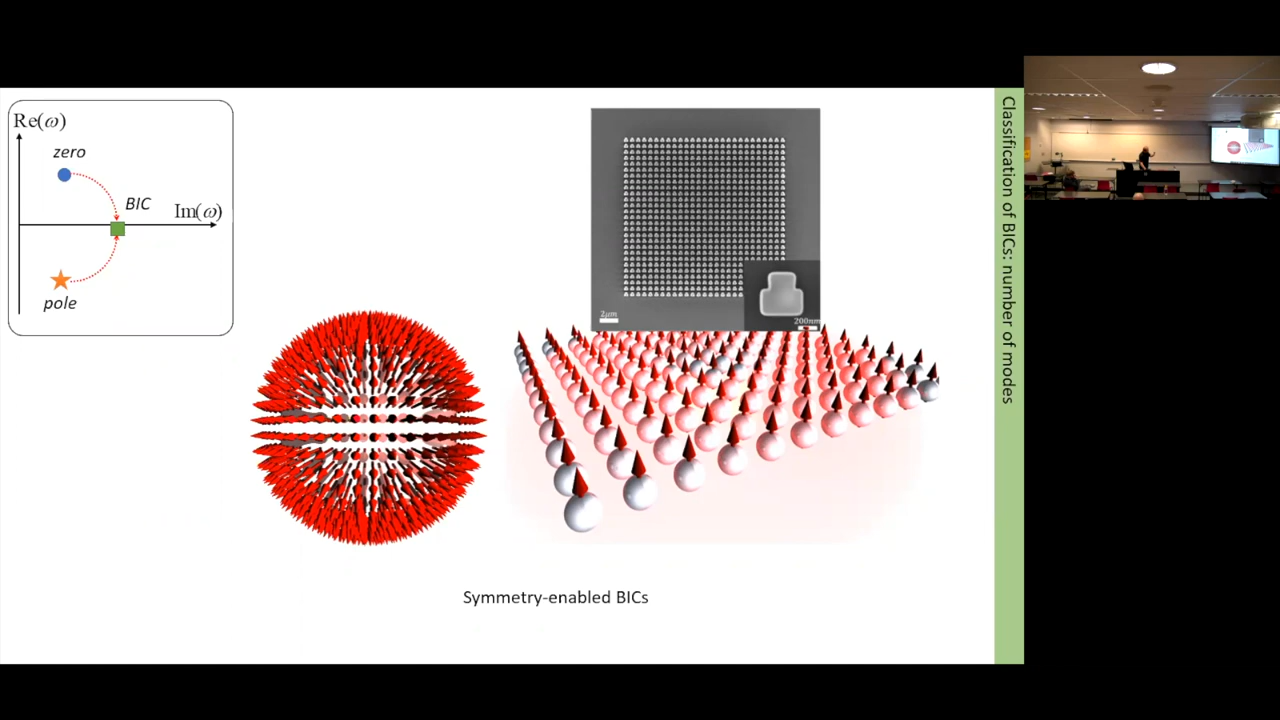 Re(ω)
zero
BIC
Im(ω)
pole
2μm
200nm
Symmetry-enabled BICs
Classification of BICs: number of modes